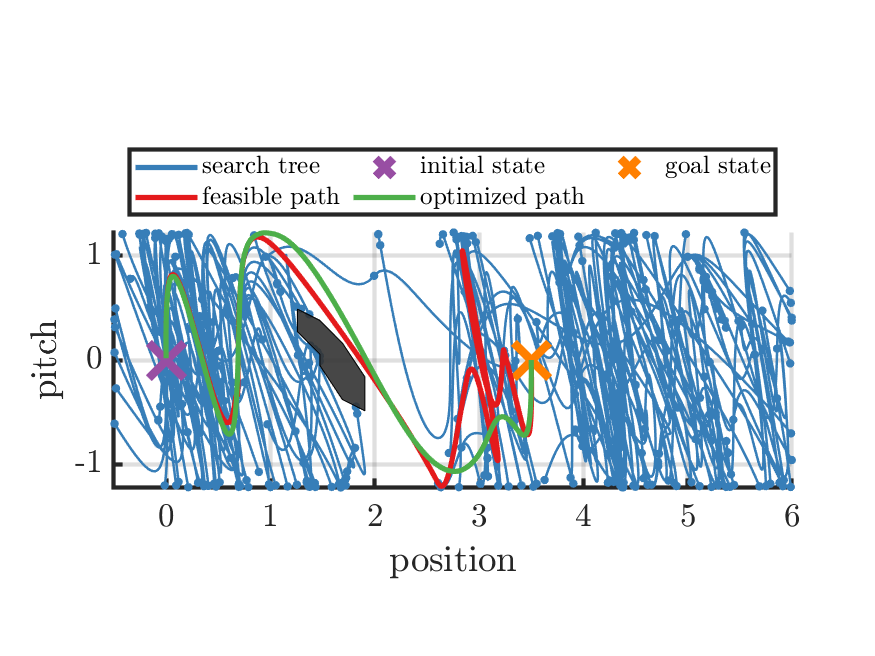 search tree initial state goal state
feasible path optimized path
pitch
1
0
-1
0 1 2 3 4 5 6
position